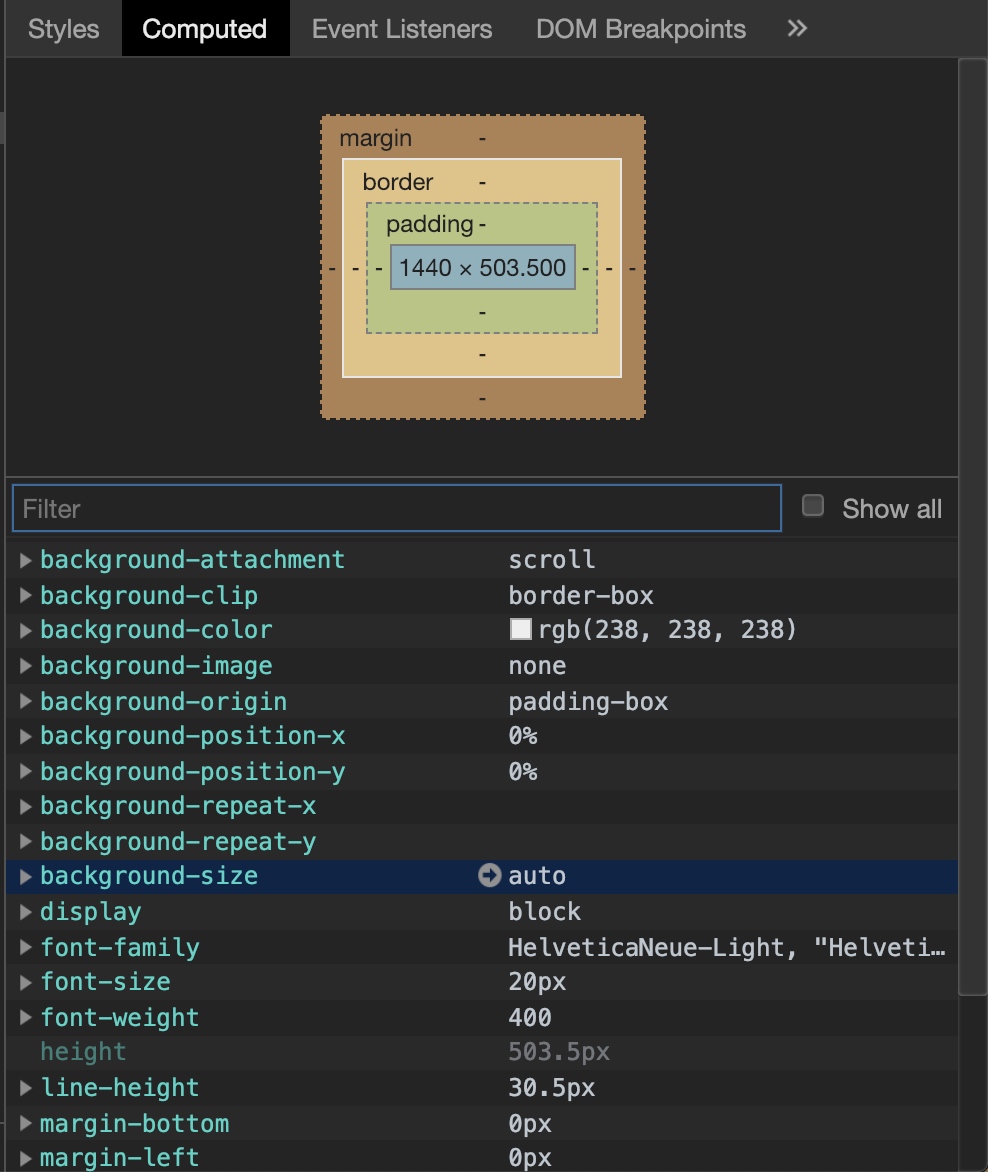 Styles Computed Event Listeners DOM Breakpoints »
margin -
border -
padding -
- - - 1440 × 503.500 - - -
-
-
-
Filter Show all
background-attachment scroll
background-clip border-box
background-color rgb(238, 238, 238)
background-image none
background-origin padding-box
background-position-x 0%
background-position-y 0%
background-repeat-x
background-repeat-y
background-size auto
display block
font-family HelveticaNeue-Light, "Helveti…
font-size 20px
font-weight 400
height 503.5px
line-height 30.5px
margin-bottom 0px
margin-left 0px